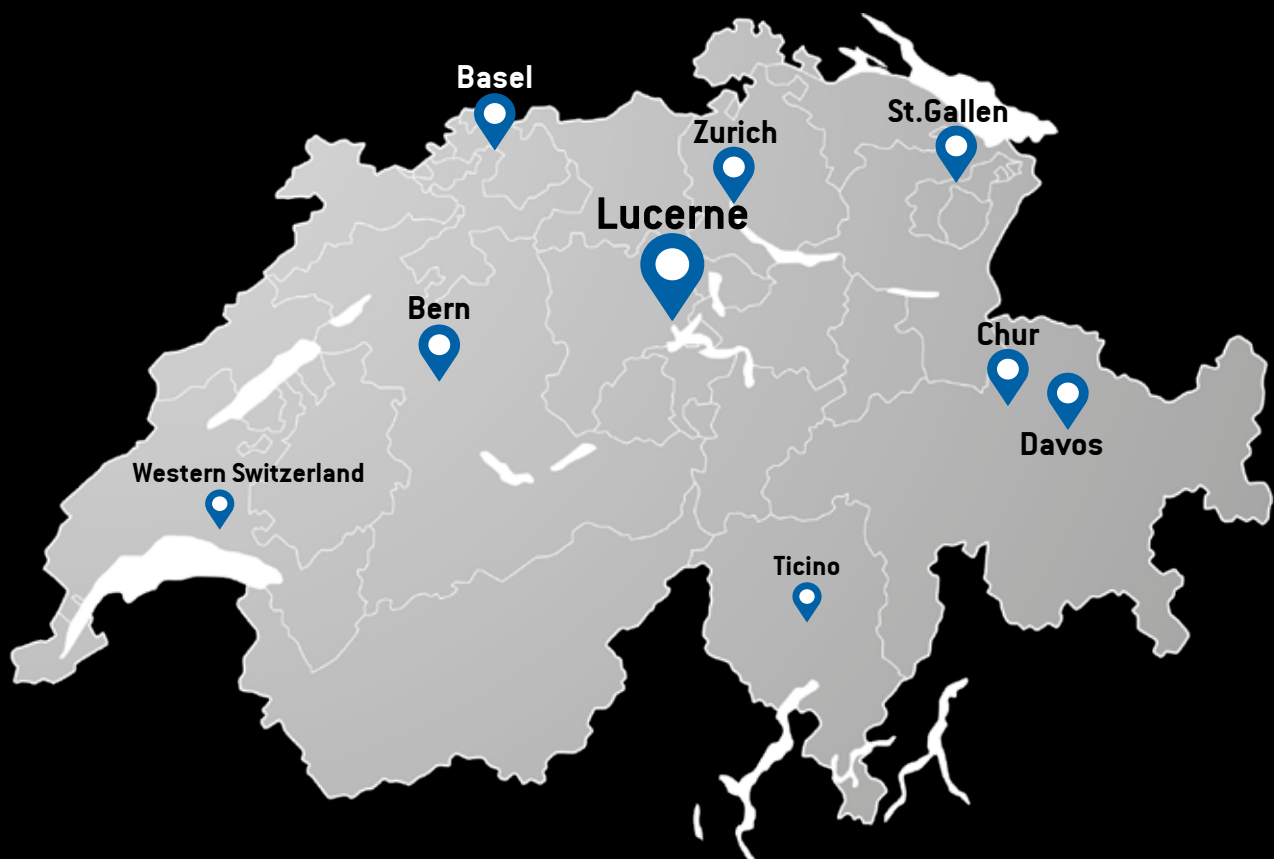 Basel
St.Gallen
Zurich
Lucerne
Bern
Chur
Davos
Western Switzerland
Ticino